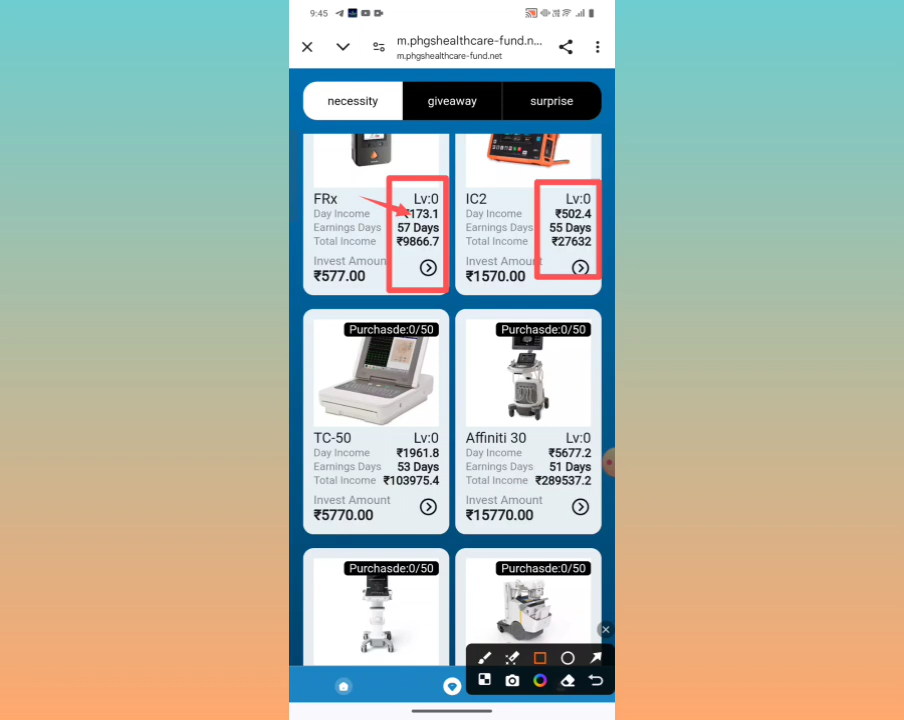 9:45
m.phgshealthcare-fund.n...
m.phgshealthcare-fund.net
necessity
giveaway
surprise
FRx Lv:0
Day Income ₹173.1
Earnings Days 57 Days
Total Income ₹9866.7
Invest Amount
₹577.00
IC2 Lv:0
Day Income ₹502.4
Earnings Days 55 Days
Total Income ₹27632
Invest Amount
₹1570.00
Purchasde:0/50
TC-50 Lv:0
Day Income ₹1961.8
Earnings Days 53 Days
Total Income ₹103975.4
Invest Amount
₹5770.00
Purchasde:0/50
Affiniti 30 Lv:0
Day Income ₹5677.2
Earnings Days 51 Days
Total Income ₹289537.2
Invest Amount
₹15770.00
Purchasde:0/50
Purchasde:0/50